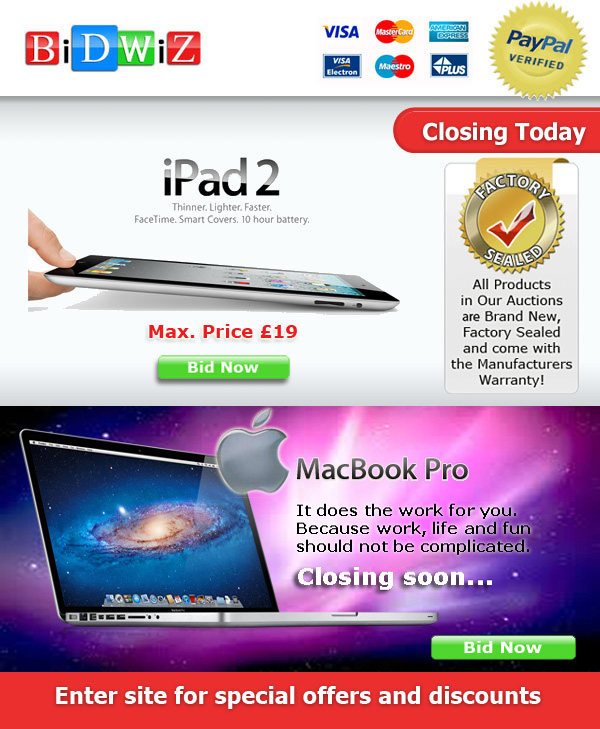 BiDWiZ
VISA
MasterCard
AMERICAN EXPRESS
VISA Electron
Maestro
PLUS
PayPal
VERIFIED
Closing Today
iPad 2
Thinner. Lighter. Faster.
FaceTime. Smart Covers. 10 hour battery.
Max. Price £19
Bid Now
FACTORY
SEALED
All Products
in Our Auctions
are Brand New,
Factory Sealed
and come with
the Manufacturers
Warranty!
MacBook Pro
It does the work for you.
Because work, life and fun
should not be complicated.
Closing soon...
Bid Now
Enter site for special offers and discounts